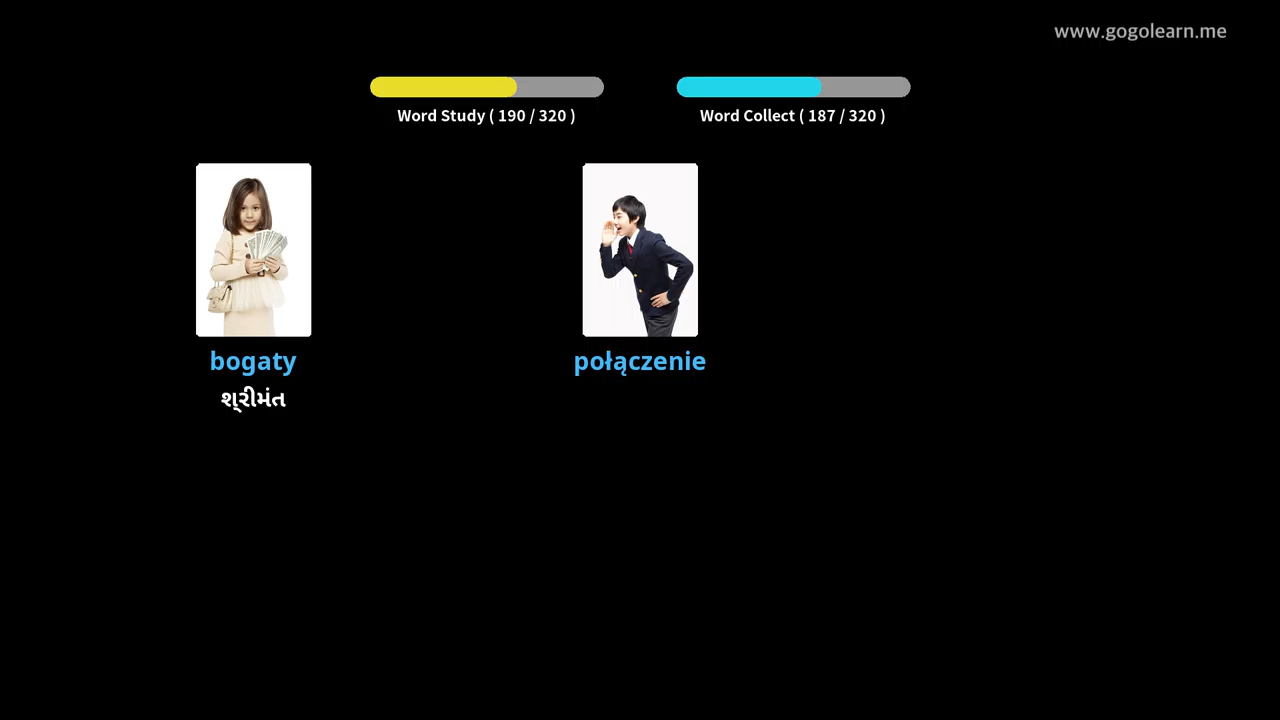 www.gogolearn.me
Word Study ( 190 / 320 )
Word Collect ( 187 / 320 )
bogaty
połączenie
શ્રીમંત